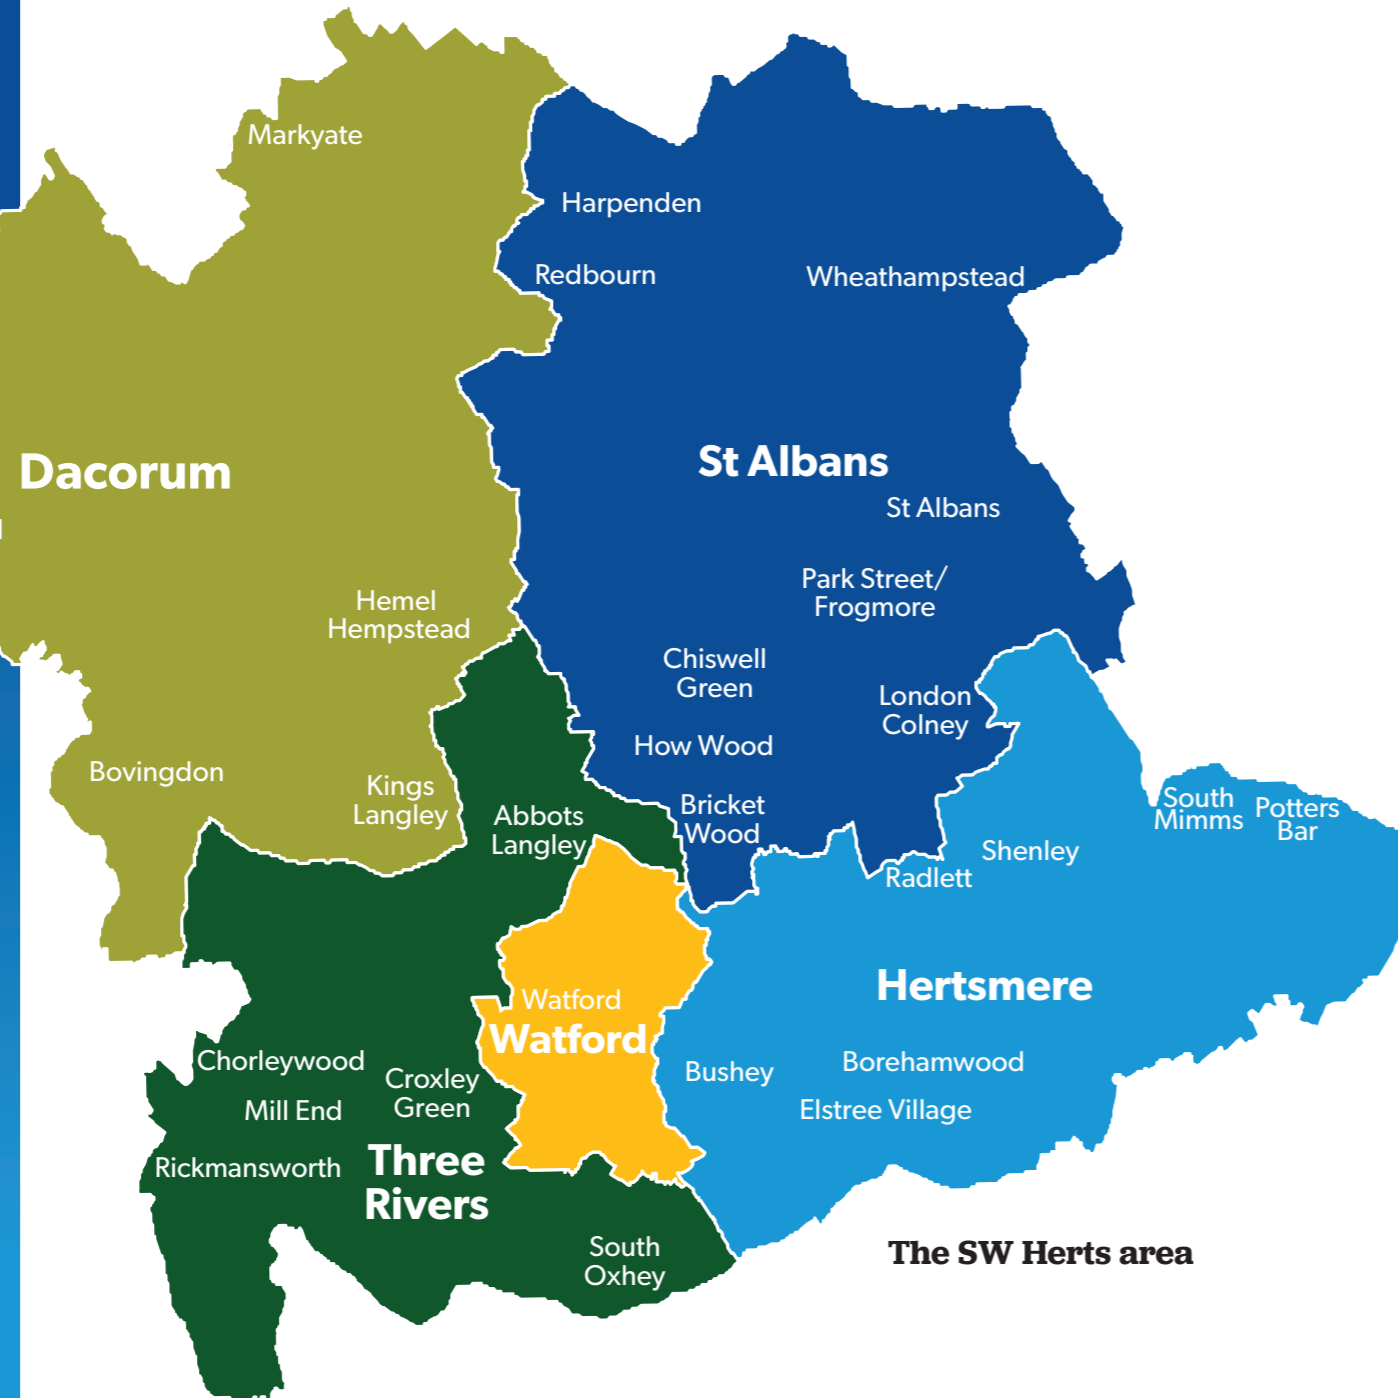 Markyate
Harpenden
Redbourn
Wheathampstead
Dacorum
St Albans
St Albans
Park Street/
Frogmore
Hemel
Hempstead
Chiswell
Green
London
Colney
How Wood
Bovingdon
Kings
Langley
Abbots
Langley
Bricket
Wood
South
Mimms
Potters
Bar
Shenley
Radlett
Hertsmere
Watford
Watford
Bushey
Borehamwood
Elstree Village
Chorleywood
Croxley
Green
Mill End
Rickmansworth
Three
Rivers
South
Oxhey
The SW Herts area